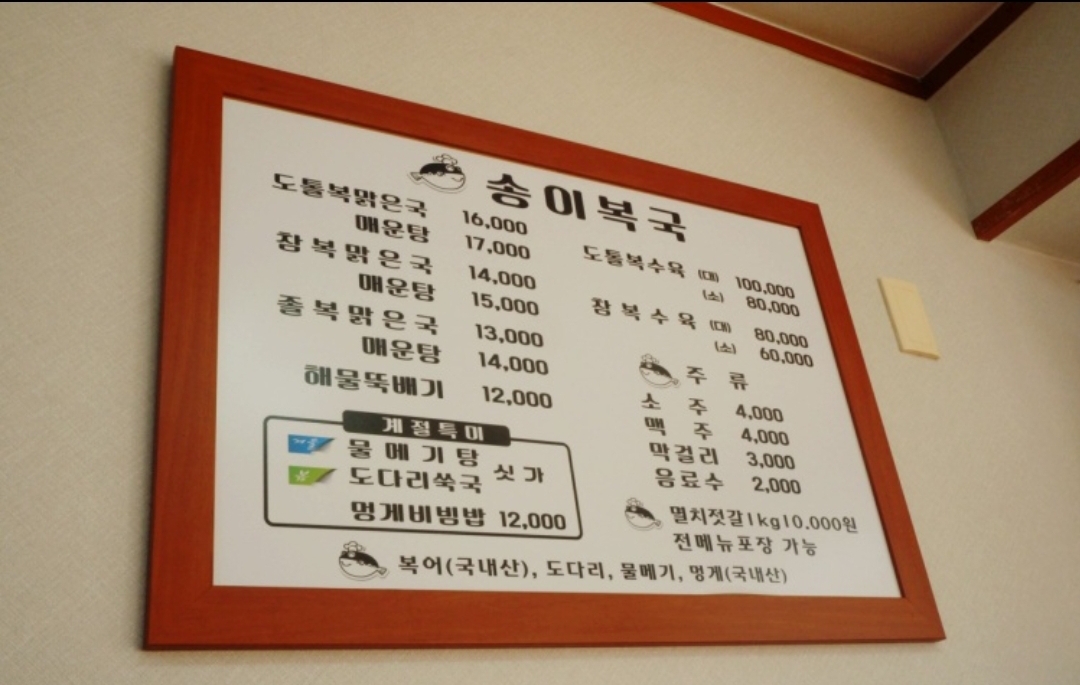 송이복국
도톨복맑은국 16,000
매운탕 17,000
참복맑은국 14,000
매운탕 15,000
졸복맑은국 13,000
매운탕 14,000
해물뚝배기 12,000
계절특미
겨울 물메기탕 싯가
봄 도다리쑥국
멍게비빔밥 12,000
도톨복수육 (대) 100,000
(소) 80,000
참복수육 (대) 80,000
(소) 60,000
주류
소주 4,000
맥주 4,000
막걸리 3,000
음료수 2,000
멸치젓갈1kg10.000원
전메뉴포장 가능
복어(국내산), 도다리, 물메기, 멍게(국내산)